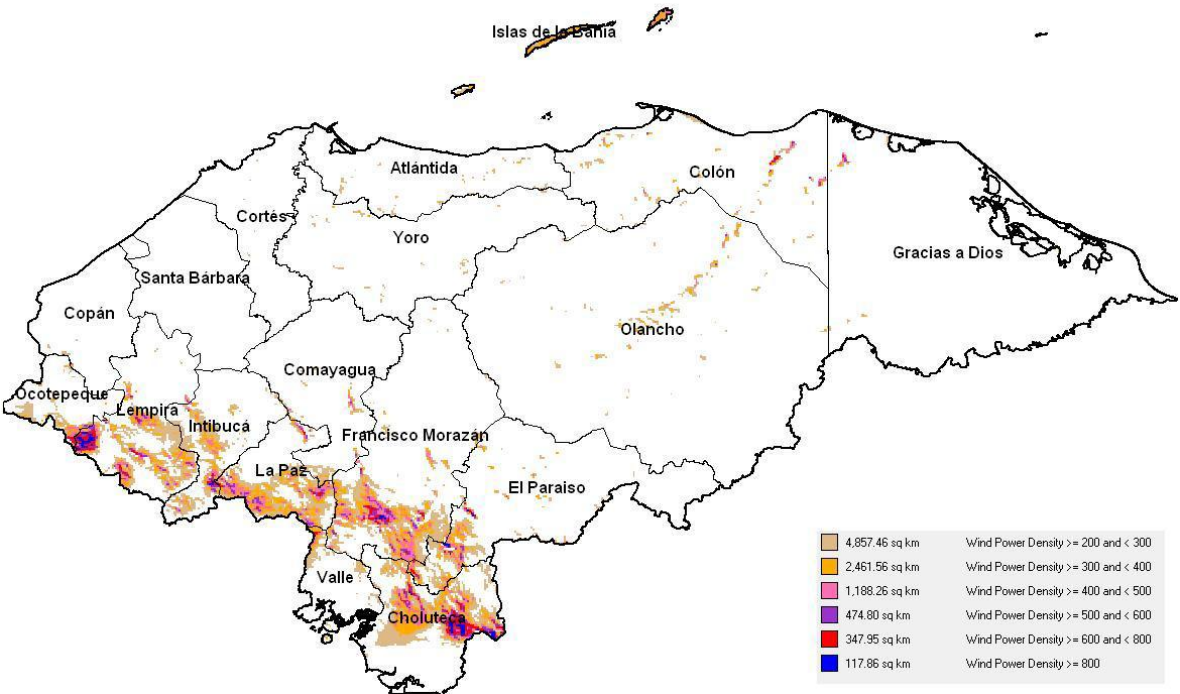 Islas de la Bahía
Atlántida
Colón
Cortés
Yoro
Gracias a Dios
Santa Bárbara
Copán
Olancho
Comayagua
Ocotepeque
Lempira
Intibucá
Francisco Morazán
La Paz
El Paraiso
Valle
Choluteca
4,857.46 sq km Wind Power Density >= 200 and < 300
2,461.56 sq km Wind Power Density >= 300 and < 400
1,188.26 sq km Wind Power Density >= 400 and < 500
474.80 sq km Wind Power Density >= 500 and < 600
347.95 sq km Wind Power Density >= 600 and < 800
117.86 sq km Wind Power Density >= 800